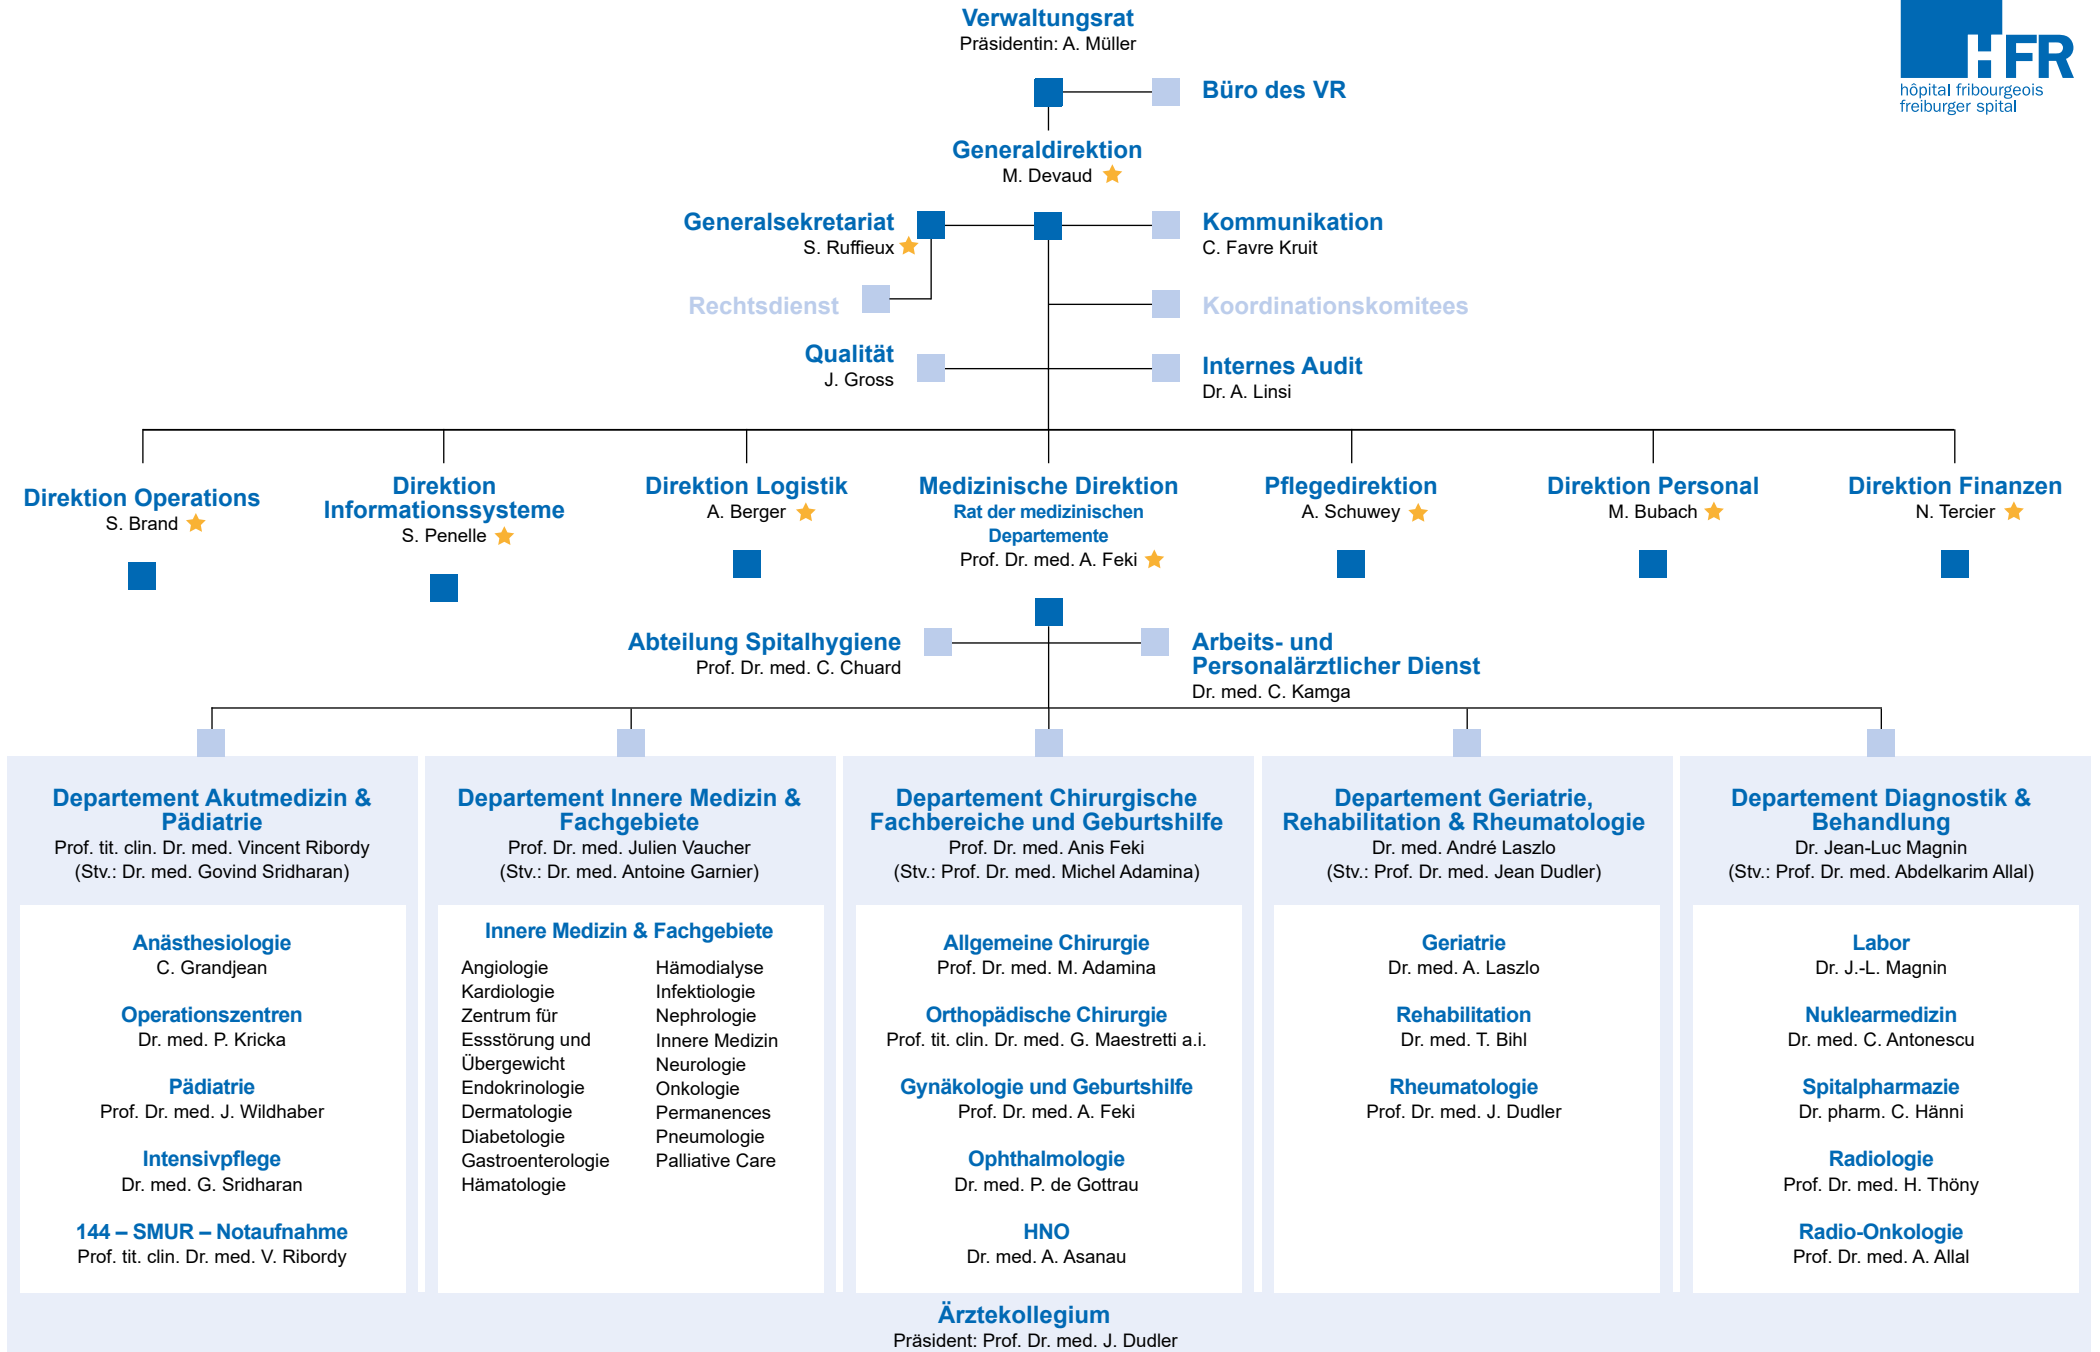 Verwaltungsrat
Präsidentin: A. Müller
HFR
hôpital fribourgeois
freiburger spital
Büro des VR
Generaldirektion
M. Devaud
Generalsekretariat
S. Ruffieux
Kommunikation
C. Favre Kruit
Rechtsdienst
Koordinationskomitees
Qualität
J. Gross
Internes Audit
Dr. A. Linsi
Direktion Operations
S. Brand
Direktion
Informationssysteme
S. Penelle
Direktion Logistik
A. Berger
Medizinische Direktion
Rat der medizinischen
Departemente
Prof. Dr. med. A. Feki
Pflegedirektion
A. Schuwey
Direktion Personal
M. Bubach
Direktion Finanzen
N. Tercier
Abteilung Spitalhygiene
Prof. Dr. med. C. Chuard
Arbeits- und
Personalärztlicher Dienst
Dr. med. C. Kamga
Departement Akutmedizin &
Pädiatrie
Prof. tit. clin. Dr. med. Vincent Ribordy
(Stv.: Dr. med. Govind Sridharan)
Anästhesiologie
C. Grandjean
Operationszentren
Dr. med. P. Kricka
Pädiatrie
Prof. Dr. med. J. Wildhaber
Intensivpflege
Dr. med. G. Sridharan
144 – SMUR – Notaufnahme
Prof. tit. clin. Dr. med. V. Ribordy
Departement Innere Medizin &
Fachgebiete
Prof. Dr. med. Julien Vaucher
(Stv.: Dr. med. Antoine Garnier)
Innere Medizin & Fachgebiete
Angiologie
Kardiologie
Zentrum für
Essstörung und
Übergewicht
Endokrinologie
Dermatologie
Diabetologie
Gastroenterologie
Hämatologie
Hämodialyse
Infektiologie
Nephrologie
Innere Medizin
Neurologie
Onkologie
Permanences
Pneumologie
Palliative Care
Departement Chirurgische
Fachbereiche und Geburtshilfe
Prof. Dr. med. Anis Feki
(Stv.: Prof. Dr. med. Michel Adamina)
Allgemeine Chirurgie
Prof. Dr. med. M. Adamina
Orthopädische Chirurgie
Prof. tit. clin. Dr. med. G. Maestretti a.i.
Gynäkologie und Geburtshilfe
Prof. Dr. med. A. Feki
Ophthalmologie
Dr. med. P. de Gottrau
HNO
Dr. med. A. Asanau
Departement Geriatrie,
Rehabilitation & Rheumatologie
Dr. med. André Laszlo
(Stv.: Prof. Dr. med. Jean Dudler)
Geriatrie
Dr. med. A. Laszlo
Rehabilitation
Dr. med. T. Bihl
Rheumatologie
Prof. Dr. med. J. Dudler
Departement Diagnostik &
Behandlung
Dr. Jean-Luc Magnin
(Stv.: Prof. Dr. med. Abdelkarim Allal)
Labor
Dr. J.-L. Magnin
Nuklearmedizin
Dr. med. C. Antonescu
Spitalpharmazie
Dr. pharm. C. Hänni
Radiologie
Prof. Dr. med. H. Thöny
Radio-Onkologie
Prof. Dr. med. A. Allal
Ärztekollegium
Präsident: Prof. Dr. med. J. Dudler